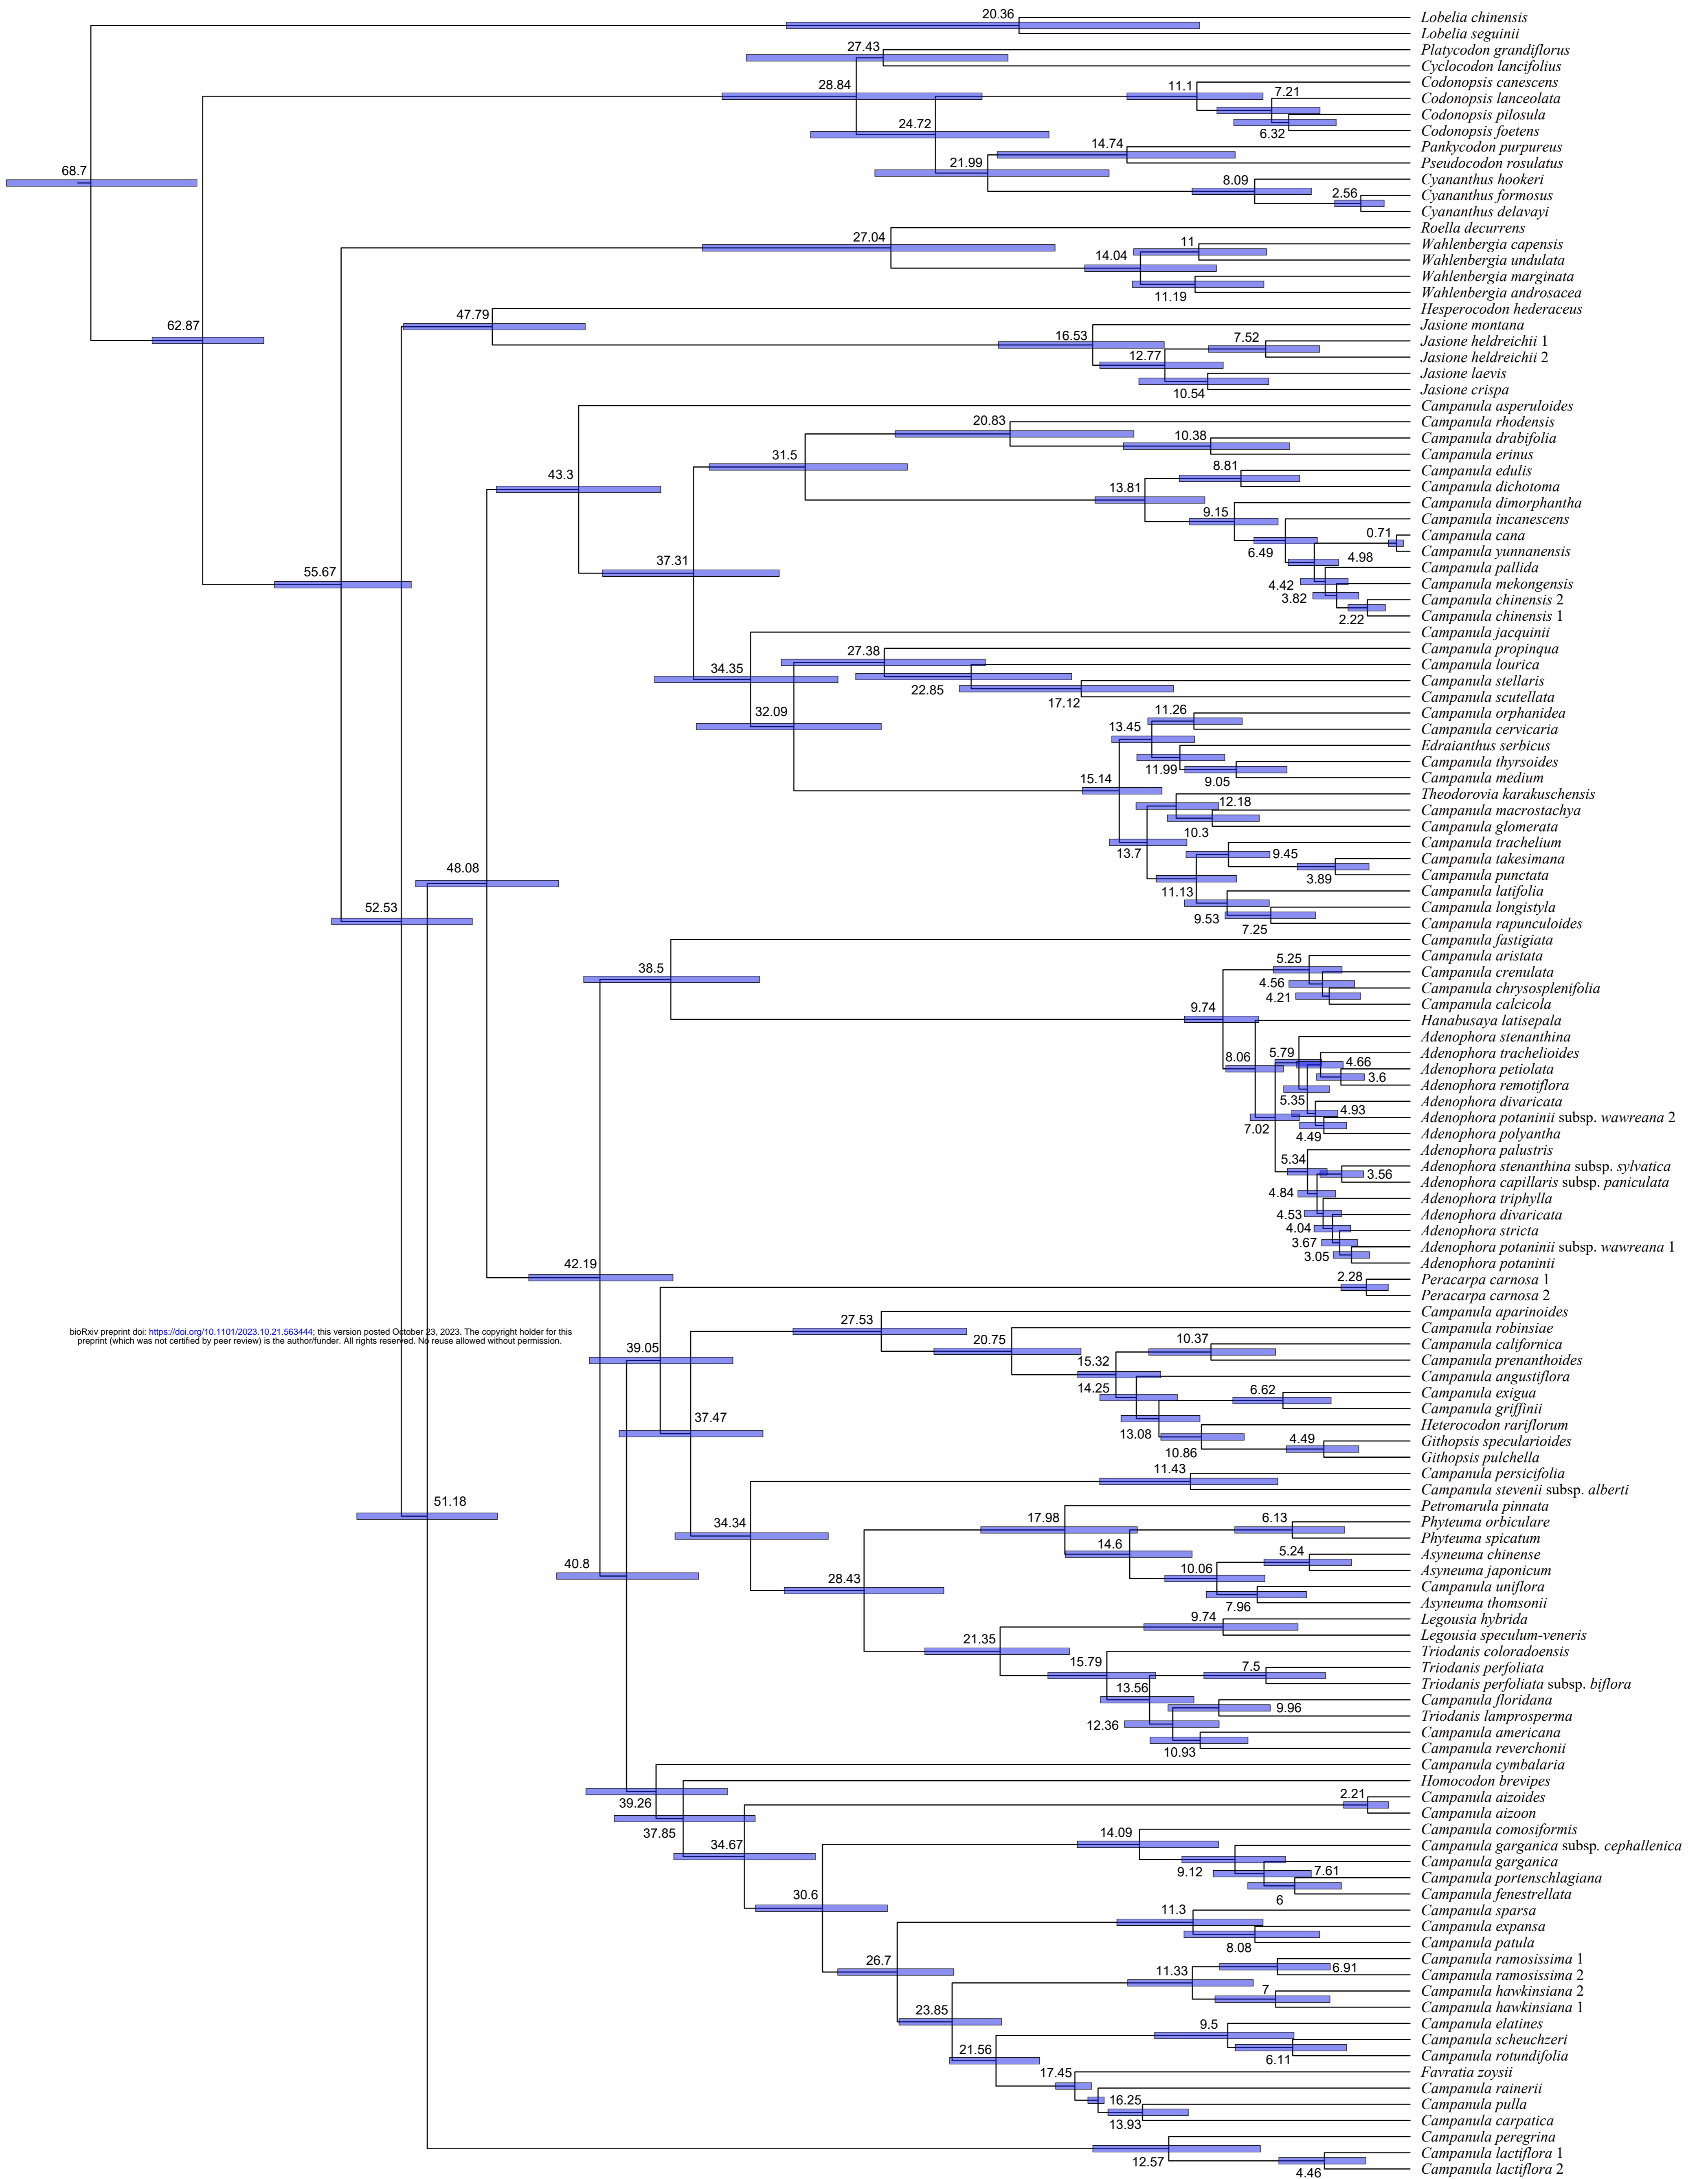 20.36
Lobelia chinensis
Lobelia seguinii
27.43
Platycodon grandiflorus
Cyclocodon lancifolius
28.84
11.1
Codonopsis canescens
7.21
Codonopsis lanceolata
Codonopsis pilosula
24.72
6.32
Codonopsis foetens
14.74
Pankycodon purpureus
21.99
Pseudocodon rosulatus
68.7
8.09
Cyananthus hookeri
2.56
Cyananthus formosus
Cyananthus delavayi
Roella decurrens
27.04
11
Wahlenbergia capensis
14.04
Wahlenbergia undulata
Wahlenbergia marginata
11.19
Wahlenbergia androsacea
Hesperocodon hederaceus
47.79
62.87
Jasione montana
16.53
7.52
Jasione heldreichii 1
12.77
Jasione heldreichii 2
Jasione laevis
10.54
Jasione crispa
Campanula asperuloides
20.83
Campanula rhodensis
10.38
Campanula drabifolia
31.5
Campanula erinus
43.3
8.81
Campanula edulis
13.81
Campanula dichotoma
Campanula dimorphantha
9.15
Campanula incanescens
0.71
Campanula cana
6.49
Campanula yunnanensis
4.98
37.31
Campanula pallida
55.67
4.42
Campanula mekongensis
3.82
Campanula chinensis 2
2.22
Campanula chinensis 1
Campanula jacquinii
27.38
Campanula propinqua
34.35
Campanula lourica
22.85
Campanula stellaris
17.12
Campanula scutellata
32.09
11.26
Campanula orphanidea
13.45
Campanula cervicaria
Edraianthus serbicus
11.99
Campanula thyrsoides
15.14
9.05
Campanula medium
Theodorovia karakuschensis
12.18
Campanula macrostachya
10.3
Campanula glomerata
13.7
Campanula trachelium
9.45
Campanula takesimana
48.08
3.89
Campanula punctata
11.13
Campanula latifolia
52.53
9.53
Campanula longistyla
7.25
Campanula rapunculoides
Campanula fastigiata
38.5
5.25
Campanula aristata
4.56
Campanula crenulata
4.21
Campanula chrysosplenifolia
Campanula calcicola
9.74
Hanabusaya latisepala
Adenophora stenanthina
8.06
5.79
Adenophora trachelioides
4.66
Adenophora petiolata
3.6
Adenophora remotiflora
5.35
Adenophora divaricata
4.93
Adenophora potaninii subsp. wawreana 2
7.02
4.49
Adenophora polyantha
Adenophora palustris
5.34
Adenophora stenanthina subsp. sylvatica
3.56
Adenophora capillaris subsp. paniculata
4.84
Adenophora triphylla
4.53
Adenophora divaricata
4.04
Adenophora stricta
3.67
Adenophora potaninii subsp. wawreana 1
3.05
Adenophora potaninii
42.19
2.28
Peracarpa carnosa 1
Peracarpa carnosa 2
27.53
Campanula aparinoides
bioRxiv preprint doi: https://doi.org/10.1101/2023.10.21.563444; this version posted October 23, 2023. The copyright holder for this
preprint (which was not certified by peer review) is the author/funder. All rights reserved. No reuse allowed without permission.
20.75
Campanula robinsiae
39.05
10.37
Campanula californica
15.32
Campanula prenanthoides
Campanula angustiflora
14.25
6.62
Campanula exigua
Campanula griffinii
37.47
Heterocodon rariflorum
13.08
4.49
Githopsis specularioides
10.86
Githopsis pulchella
11.43
Campanula persicifolia
Campanula stevenii subsp. alberti
51.18
Petromarula pinnata
34.34
17.98
6.13
Phyteuma orbiculare
Phyteuma spicatum
14.6
5.24
Asyneuma chinense
40.8
10.06
Asyneuma japonicum
28.43
Campanula uniflora
7.96
Asyneuma thomsonii
9.74
Legousia hybrida
21.35
Legousia speculum-veneris
Triodanis coloradoensis
15.79
7.5
Triodanis perfoliata
Triodanis perfoliata subsp. biflora
13.56
Campanula floridana
9.96
Triodanis lamprosperma
12.36
Campanula americana
10.93
Campanula reverchonii
Campanula cymbalaria
Homocodon brevipes
39.26
2.21
Campanula aizoides
Campanula aizoon
37.85
14.09
Campanula comosiformis
34.67
Campanula garganica subsp. cephallenica
Campanula garganica
9.12
7.61
Campanula portenschlagiana
30.6
6
Campanula fenestrellata
11.3
Campanula sparsa
Campanula expansa
8.08
Campanula patula
26.7
Campanula ramosissima 1
6.91
11.33
Campanula ramosissima 2
7
Campanula hawkinsiana 2
23.85
Campanula hawkinsiana 1
9.5
Campanula elatines
Campanula scheuchzeri
21.56
6.11
Campanula rotundifolia
17.45
Favratia zoysii
Campanula rainerii
16.25
Campanula pulla
13.93
Campanula carpatica
Campanula peregrina
12.57
Campanula lactiflora 1
4.46
Campanula lactiflora 2